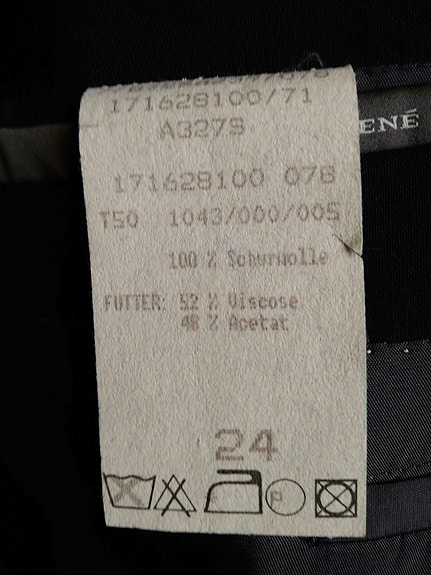 171628100/71
A327S
ENÉ
171628100 078
T50 1043/000/005
100 % Schurwolle
FUTTER: 52 % Viscose
48 % Acetat
24
P